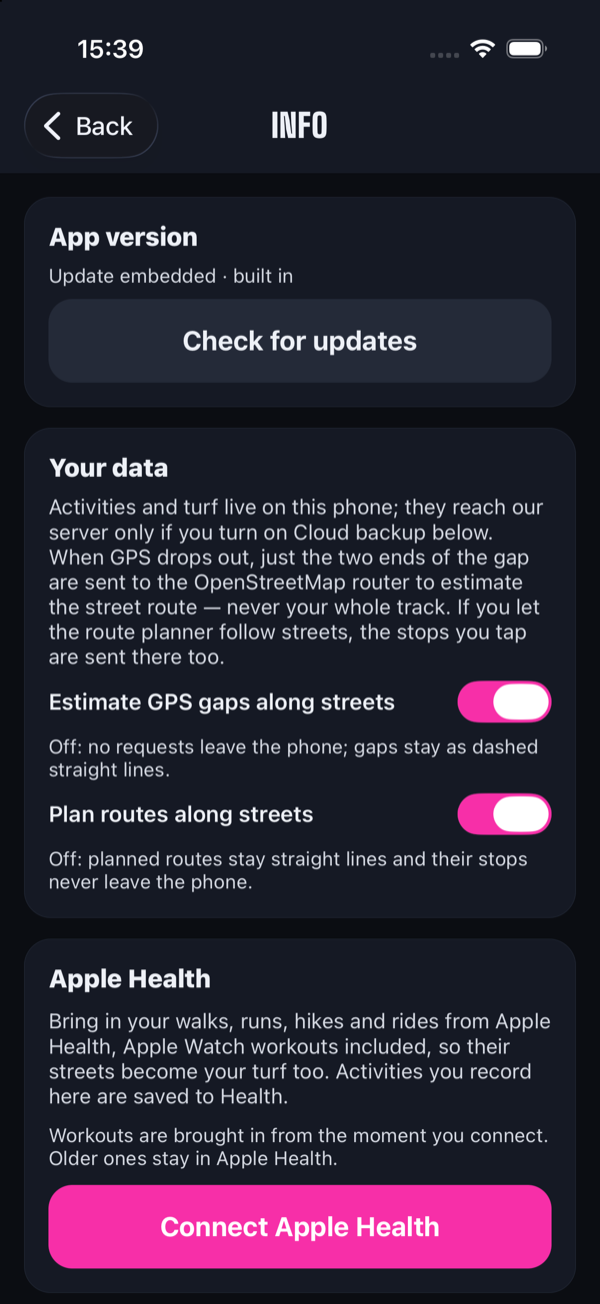 15:39
Back
INFO
App version
Update embedded · built in
Check for updates
Your data
Activities and turf live on this phone; they reach our
server only if you turn on Cloud backup below.
When GPS drops out, just the two ends of the gap
are sent to the OpenStreetMap router to estimate
the street route — never your whole track. If you let
the route planner follow streets, the stops you tap
are sent there too.
Estimate GPS gaps along streets
Off: no requests leave the phone; gaps stay as dashed
straight lines.
Plan routes along streets
Off: planned routes stay straight lines and their stops
never leave the phone.
Apple Health
Bring in your walks, runs, hikes and rides from Apple
Health, Apple Watch workouts included, so their
streets become your turf too. Activities you record
here are saved to Health.
Workouts are brought in from the moment you connect.
Older ones stay in Apple Health.
Connect Apple Health